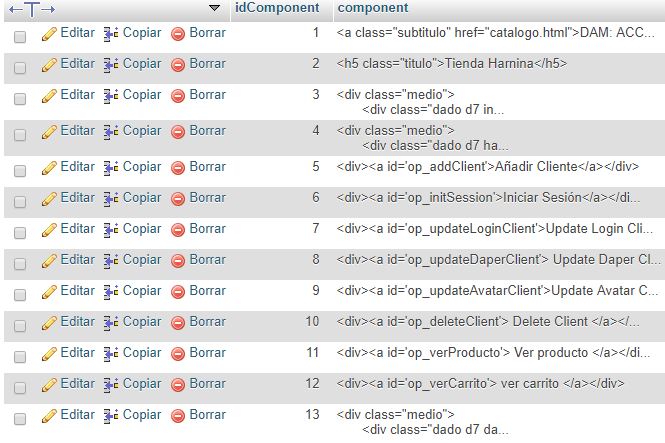 idComponent component
Editar Copiar Borrar 1 <a class="subtitulo" href="catalogo.html">DAM: ACC...
Editar Copiar Borrar 2 <h5 class="titulo">Tienda Harnina</h5>
Editar Copiar Borrar 3 <div class="medio">
<div class="dado d7 in...
Editar Copiar Borrar 4 <div class="medio">
<div class="dado d7 ha...
Editar Copiar Borrar 5 <div><a id='op_addClient'>Añadir Cliente</a></div>
Editar Copiar Borrar 6 <div><a id='op_initSession'>Iniciar Sesión</a></di...
Editar Copiar Borrar 7 <div><a id='op_updateLoginClient'>Update Login Cli...
Editar Copiar Borrar 8 <div><a id='op_updateDaperClient'> Update Daper Cl...
Editar Copiar Borrar 9 <div><a id='op_updateAvatarClient'>Update Avatar C...
Editar Copiar Borrar 10 <div><a id='op_deleteClient'> Delete Client </a></...
Editar Copiar Borrar 11 <div><a id='op_verProducto'> Ver producto </a></di...
Editar Copiar Borrar 12 <div><a id='op_verCarrito'> ver carrito </a></div>
Editar Copiar Borrar 13 <div class="medio">
<div class="dado d7 da...